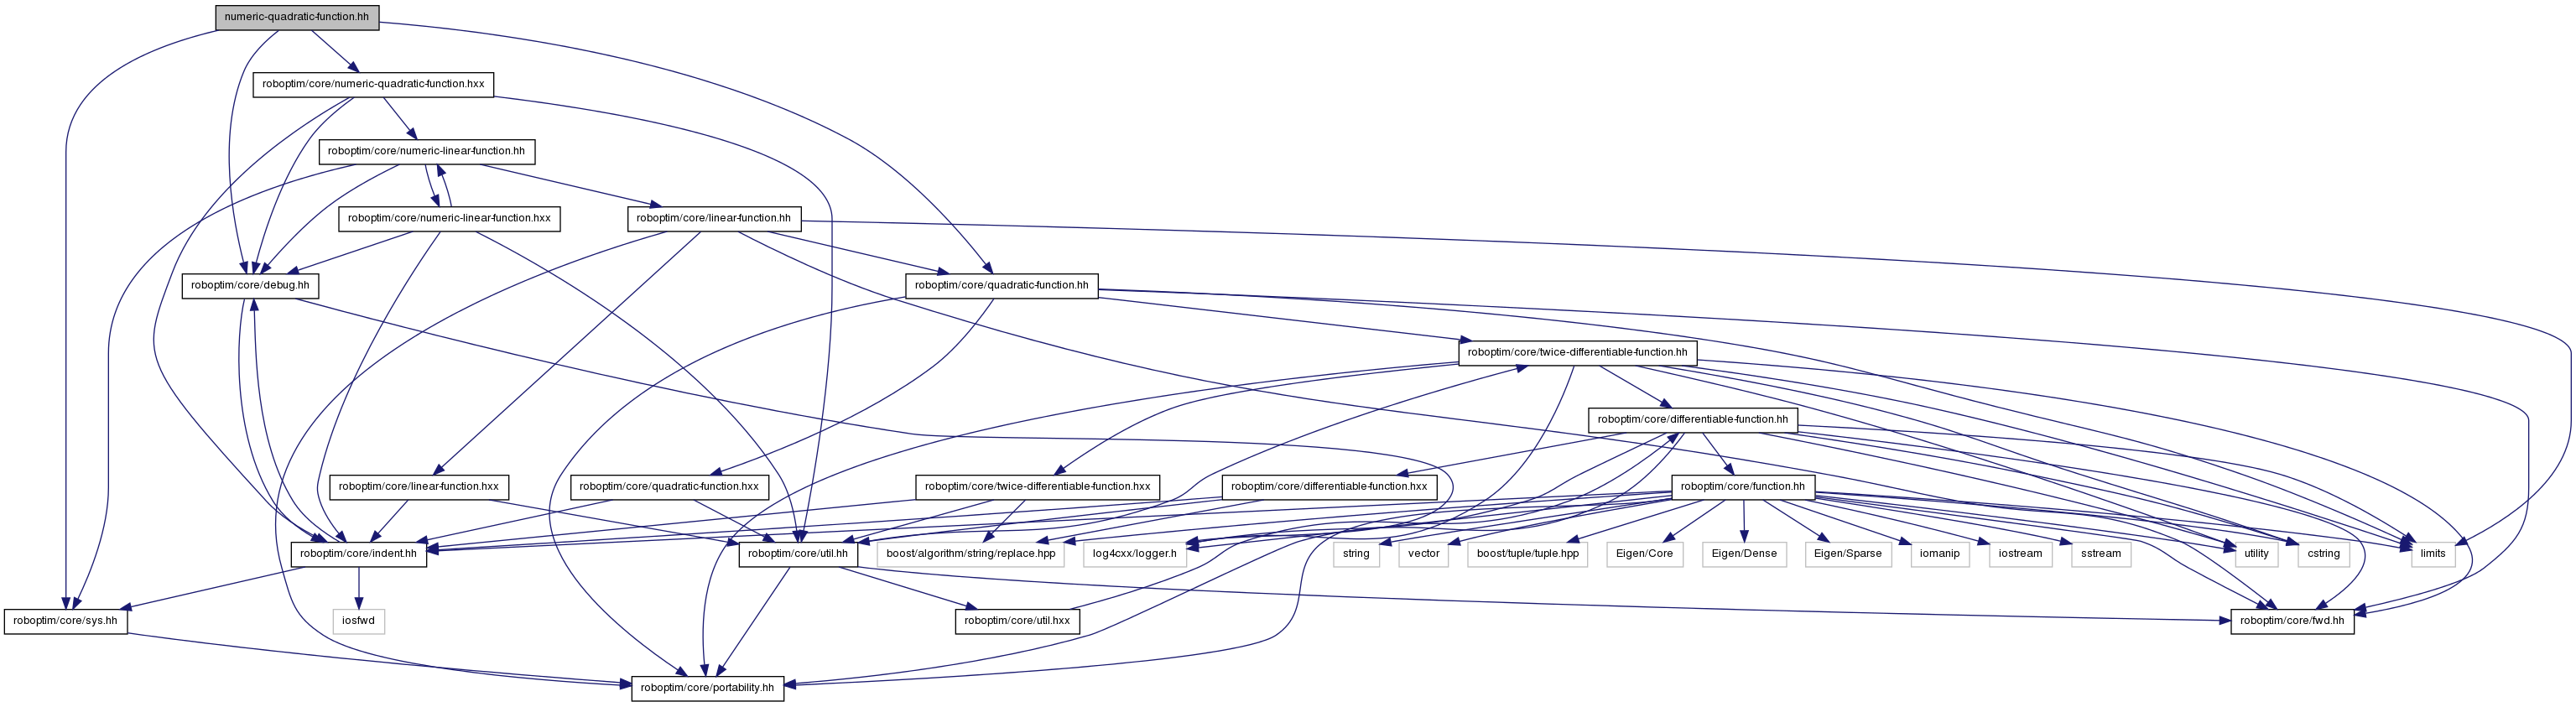 numeric-quadratic-function.hh
roboptim/core/numeric-quadratic-function.hxx
roboptim/core/numeric-linear-function.hh
roboptim/core/numeric-linear-function.hxx
roboptim/core/linear-function.hh
roboptim/core/debug.hh
roboptim/core/quadratic-function.hh
roboptim/core/twice-differentiable-function.hh
roboptim/core/differentiable-function.hh
roboptim/core/linear-function.hxx
roboptim/core/quadratic-function.hxx
roboptim/core/twice-differentiable-function.hxx
roboptim/core/differentiable-function.hxx
roboptim/core/function.hh
roboptim/core/indent.hh
roboptim/core/util.hh
boost/algorithm/string/replace.hpp
log4cxx/logger.h
string
vector
boost/tuple/tuple.hpp
Eigen/Core
Eigen/Dense
Eigen/Sparse
iomanip
iostream
sstream
utility
cstring
limits
roboptim/core/sys.hh
iosfwd
roboptim/core/util.hxx
roboptim/core/fwd.hh
roboptim/core/portability.hh